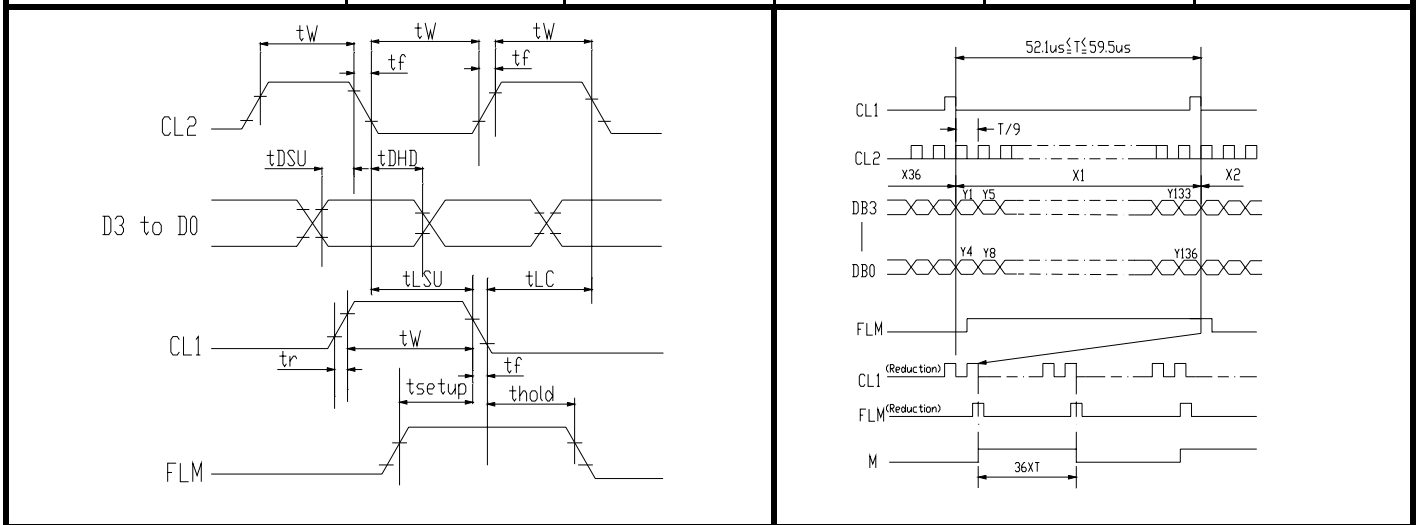 tW tW tW
tf tf
CL2
tDSU tDHD
D3 to D0
tLSU tLC
CL1
tW
tr tf
tsetup thold
FLM
52.1us≦T≦59.5us
CL1
T/9
CL2
X36 X1 X2
Y1 Y5 Y133
DB3
Y4 Y8 Y136
DB0
FLM
CL1 (Reduction)
FLM (Reduction)
M
36XT